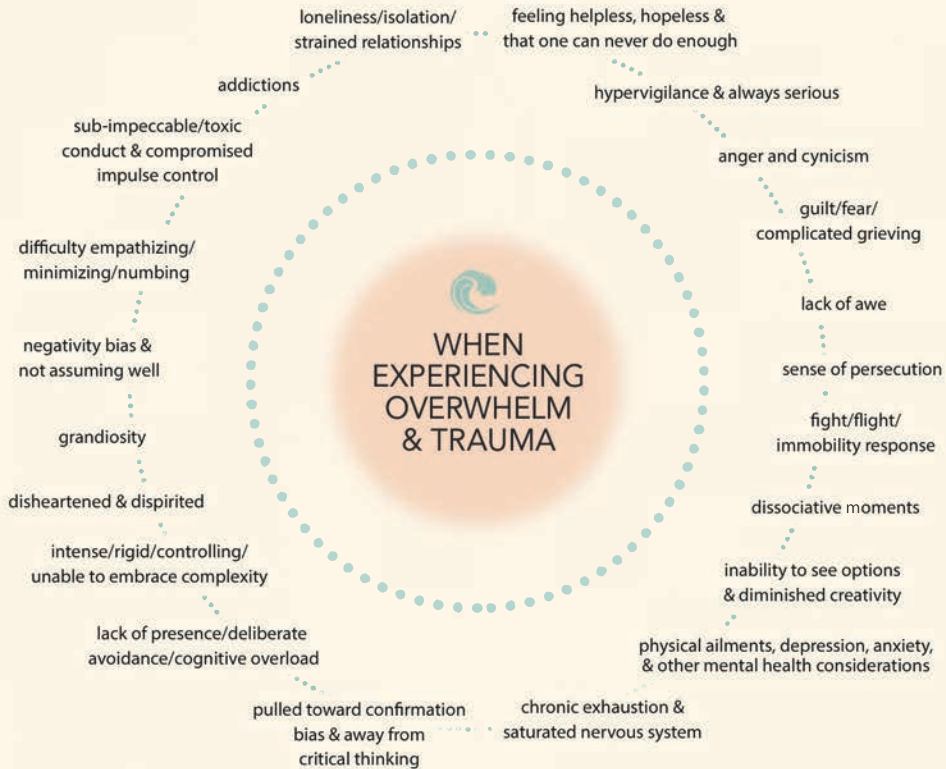 WHEN
EXPERIENCING
OVERWHELM
& TRAUMA
feeling helpless, hopeless &
that one can never do enough
hypervigilance & always serious
anger and cynicism
guilt/fear/
complicated grieving
lack of awe
sense of persecution
fight/flight/
immobility response
dissociative moments
inability to see options
& diminished creativity
physical ailments, depression, anxiety,
& other mental health considerations
chronic exhaustion &
saturated nervous system
pulled toward confirmation
bias & away from
critical thinking
lack of presence/deliberate
avoidance/cognitive overload
intense/rigid/controlling/
unable to embrace complexity
disheartened & dispirited
grandiosity
negativity bias &
not assuming well
difficulty empathizing/
minimizing/numbing
sub-impeccable/toxic
conduct & compromised
impulse control
addictions
loneliness/isolation/
strained relationships